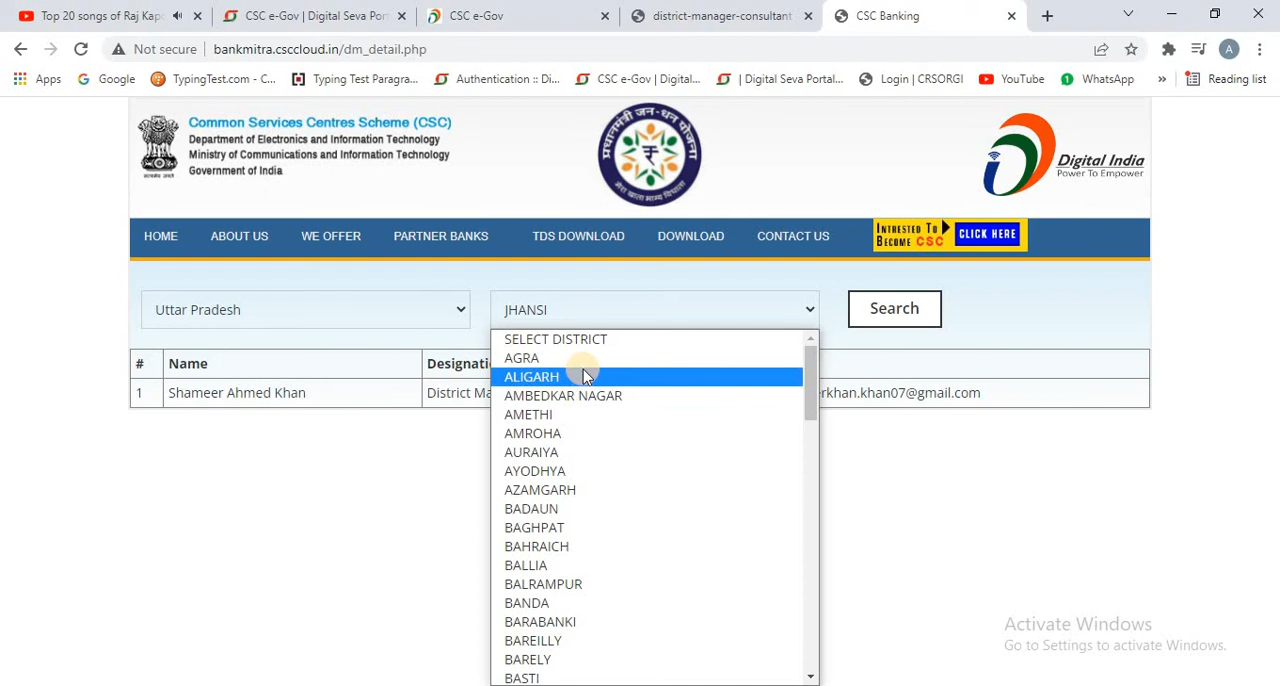 Top 20 songs of Raj Kap
CSC e-Gov | Digital Seva Por
CSC e-Gov
district-manager-consultant
CSC Banking
Not secure
bankmitra.csccloud.in/dm_detail.php
A
Apps
Google
TypingTest.com - C...
Typing Test Paragra...
Authentication :: Di...
CSC e-Gov | Digital...
| Digital Seva Portal...
Login | CRSORGI
YouTube
1
WhatsApp
»
Reading list
Common Services Centres Scheme (CSC)
Department of Electronics and Information Technology
Ministry of Communications and Information Technology
Government of India
प्रधानमंत्री जन-धन योजना
मेरा खाता भाग्य विधाता
Digital India
Power To Empower
HOME
ABOUT US
WE OFFER
PARTNER BANKS
TDS DOWNLOAD
DOWNLOAD
CONTACT US
INTRESTED TO
BECOME CSC
CLICK HERE
Uttar Pradesh
JHANSI
Search
SELECT DISTRICT
AGRA
ALIGARH
AMBEDKAR NAGAR
AMETHI
AMROHA
AURAIYA
AYODHYA
AZAMGARH
BADAUN
BAGHPAT
BAHRAICH
BALLIA
BALRAMPUR
BANDA
BARABANKI
BAREILLY
BARELY
BASTI
# Name Designati
1 Shameer Ahmed Khan District Ma erkhan.khan07@gmail.com
Activate Windows
Go to Settings to activate Windows.